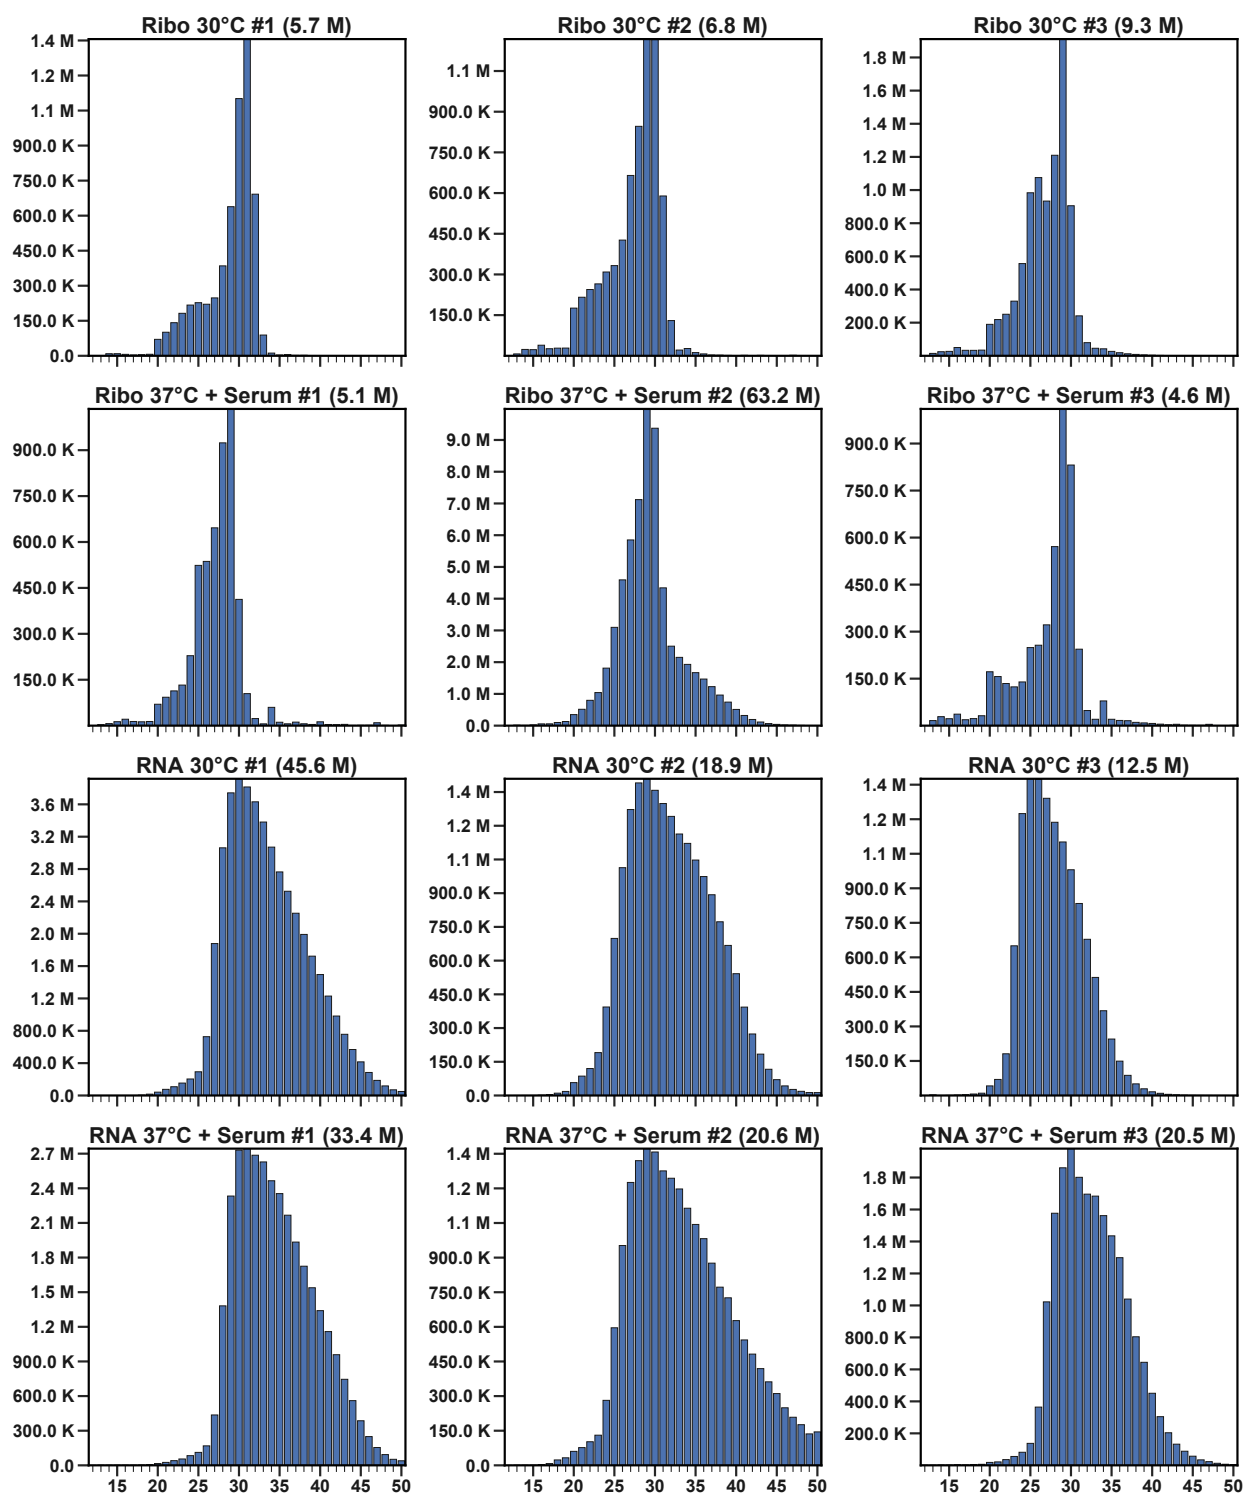 Ribo 30°C #1 (5.7 M)
1.4 M
1.2 M
1.1 M
900.0 K
750.0 K
600.0 K
450.0 K
300.0 K
150.0 K
0.0
Ribo 30°C #2 (6.8 M)
1.1 M
900.0 K
750.0 K
600.0 K
450.0 K
300.0 K
150.0 K
Ribo 30°C #3 (9.3 M)
1.8 M
1.6 M
1.4 M
1.2 M
1.0 M
800.0 K
600.0 K
400.0 K
200.0 K
Ribo 37°C + Serum #1 (5.1 M)
900.0 K
750.0 K
600.0 K
450.0 K
300.0 K
150.0 K
Ribo 37°C + Serum #2 (63.2 M)
9.0 M
8.0 M
7.0 M
6.0 M
5.0 M
4.0 M
3.0 M
2.0 M
1.0 M
0.0
Ribo 37°C + Serum #3 (4.6 M)
900.0 K
750.0 K
600.0 K
450.0 K
300.0 K
150.0 K
RNA 30°C #1 (45.6 M)
3.6 M
3.2 M
2.8 M
2.4 M
2.0 M
1.6 M
1.2 M
800.0 K
400.0 K
0.0
RNA 30°C #2 (18.9 M)
1.4 M
1.2 M
1.1 M
900.0 K
750.0 K
600.0 K
450.0 K
300.0 K
150.0 K
0.0
RNA 30°C #3 (12.5 M)
1.4 M
1.2 M
1.1 M
900.0 K
750.0 K
600.0 K
450.0 K
300.0 K
150.0 K
RNA 37°C + Serum #1 (33.4 M)
2.7 M
2.4 M
2.1 M
1.8 M
1.5 M
1.2 M
900.0 K
600.0 K
300.0 K
0.0
15 20 25 30 35 40 45 50
RNA 37°C + Serum #2 (20.6 M)
1.4 M
1.2 M
1.1 M
900.0 K
750.0 K
600.0 K
450.0 K
300.0 K
150.0 K
0.0
15 20 25 30 35 40 45 50
RNA 37°C + Serum #3 (20.5 M)
1.8 M
1.6 M
1.4 M
1.2 M
1.0 M
800.0 K
600.0 K
400.0 K
200.0 K
15 20 25 30 35 40 45 50